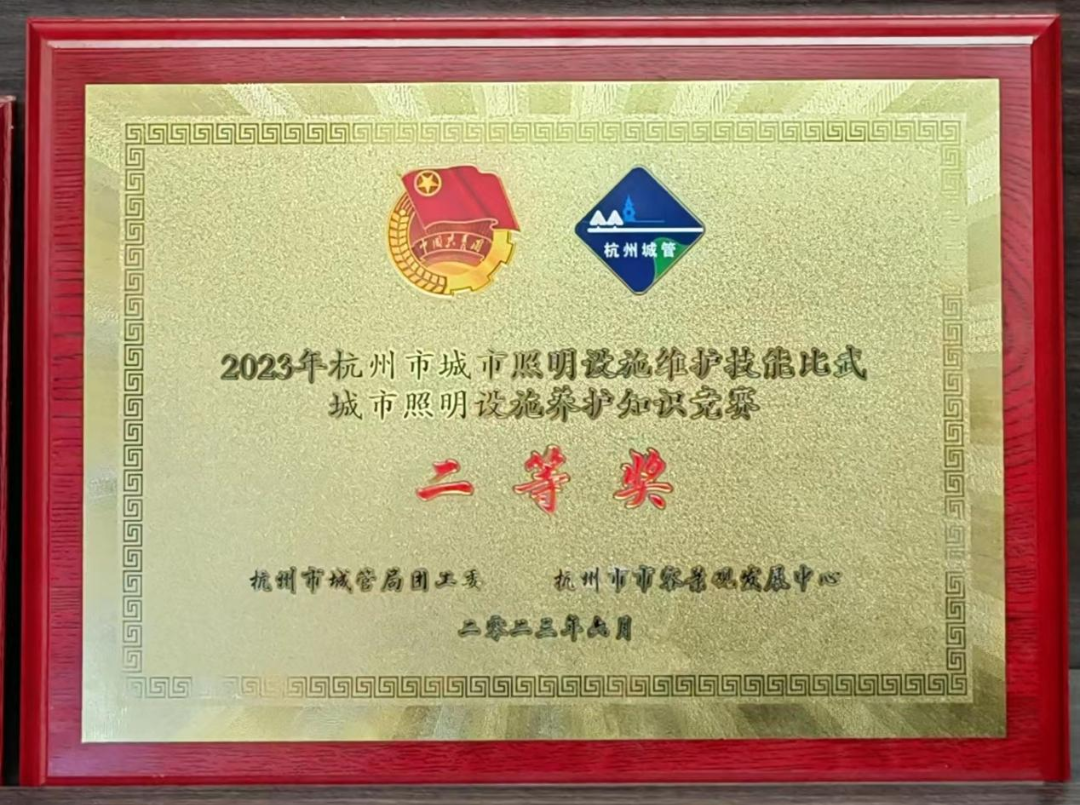 中国共青团
杭州城管
2023年杭州市城市照明设施维护技能比武
城市照明设施养护知识竞赛
二等奖
杭州市城管局团工委 杭州市市容景观发展中心
二零二三年六月